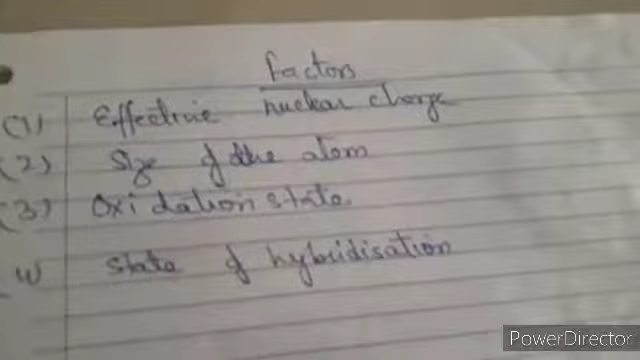 Factors
(1) Effective nuclear charge
(2) Size of the atom
(3) Oxidation state.
(4) State of hybridisation
PowerDirector